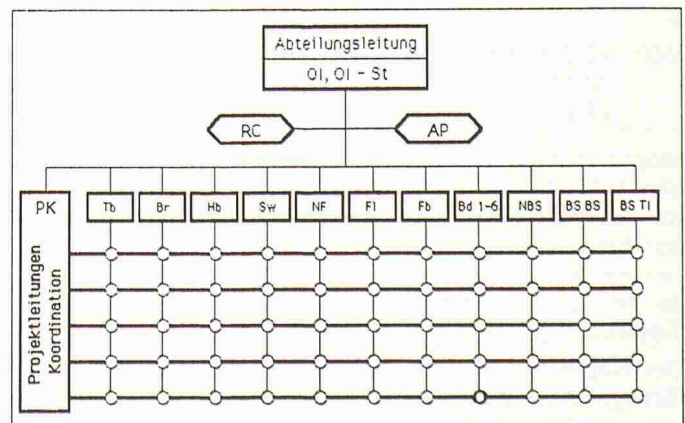 Abteilungsleitung
OI, OI - St
RC
AP
PK
Tb
Br
Hb
Sw
NF
Fl
Fb
Bd 1-6
NBS
BS BS
BS TI
Projektleitungen
Koordination